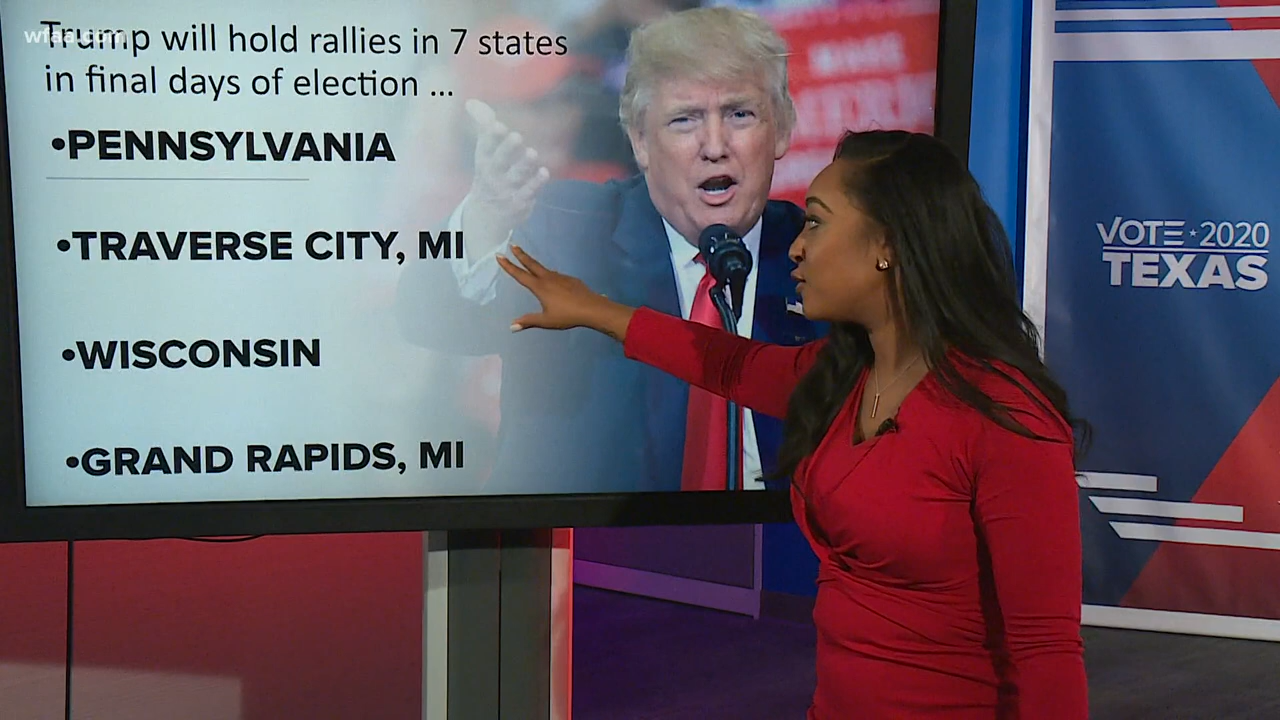 wfaa.com
Trump will hold rallies in 7 states
in final days of election ...
•PENNSYLVANIA
•TRAVERSE CITY, MI
•WISCONSIN
•GRAND RAPIDS, MI
VOTE ★ 2020
TEXAS